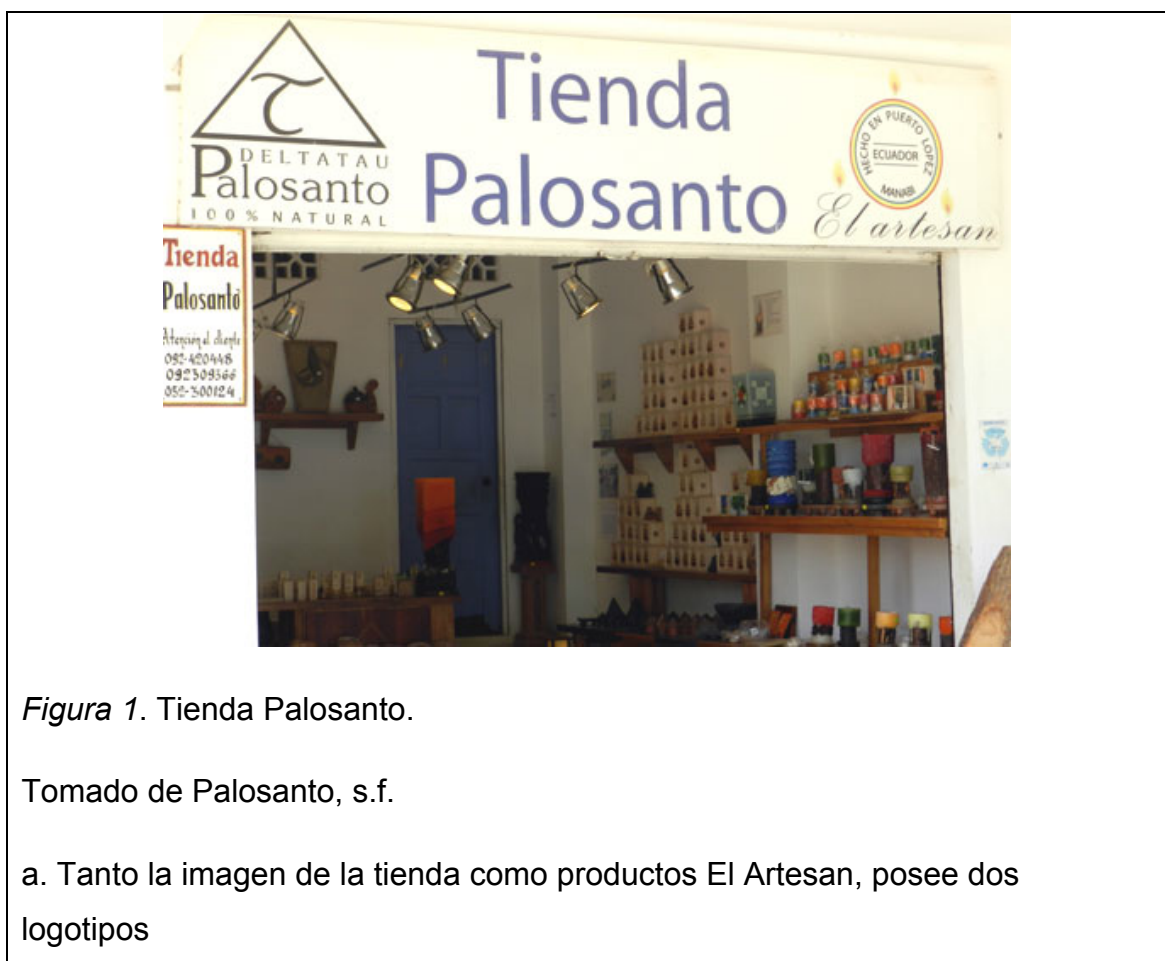 DELTATAU
Palosanto
100% NATURAL
Tienda
Palosanto
HECHO EN PUERTO LOPEZ
ECUADOR
MANABI
El artesan
Tienda
Palosanto
Atención al cliente
092-420448
092309366
052-300124
Figura 1. Tienda Palosanto.
Tomado de Palosanto, s.f.
a. Tanto la imagen de la tienda como productos El Artesan, posee dos
logotipos